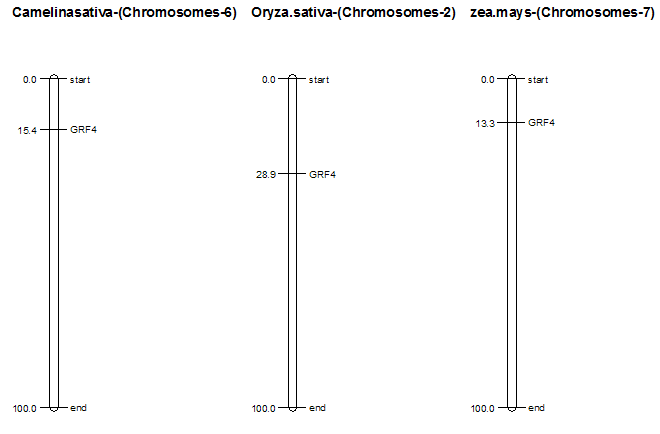 Camelinasativa-(Chromosomes-6)
0.0 start
15.4 GRF4
100.0 end
Oryza.sativa-(Chromosomes-2)
0.0 start
28.9 GRF4
100.0 end
zea.mays-(Chromosomes-7)
0.0 start
13.3 GRF4
100.0 end